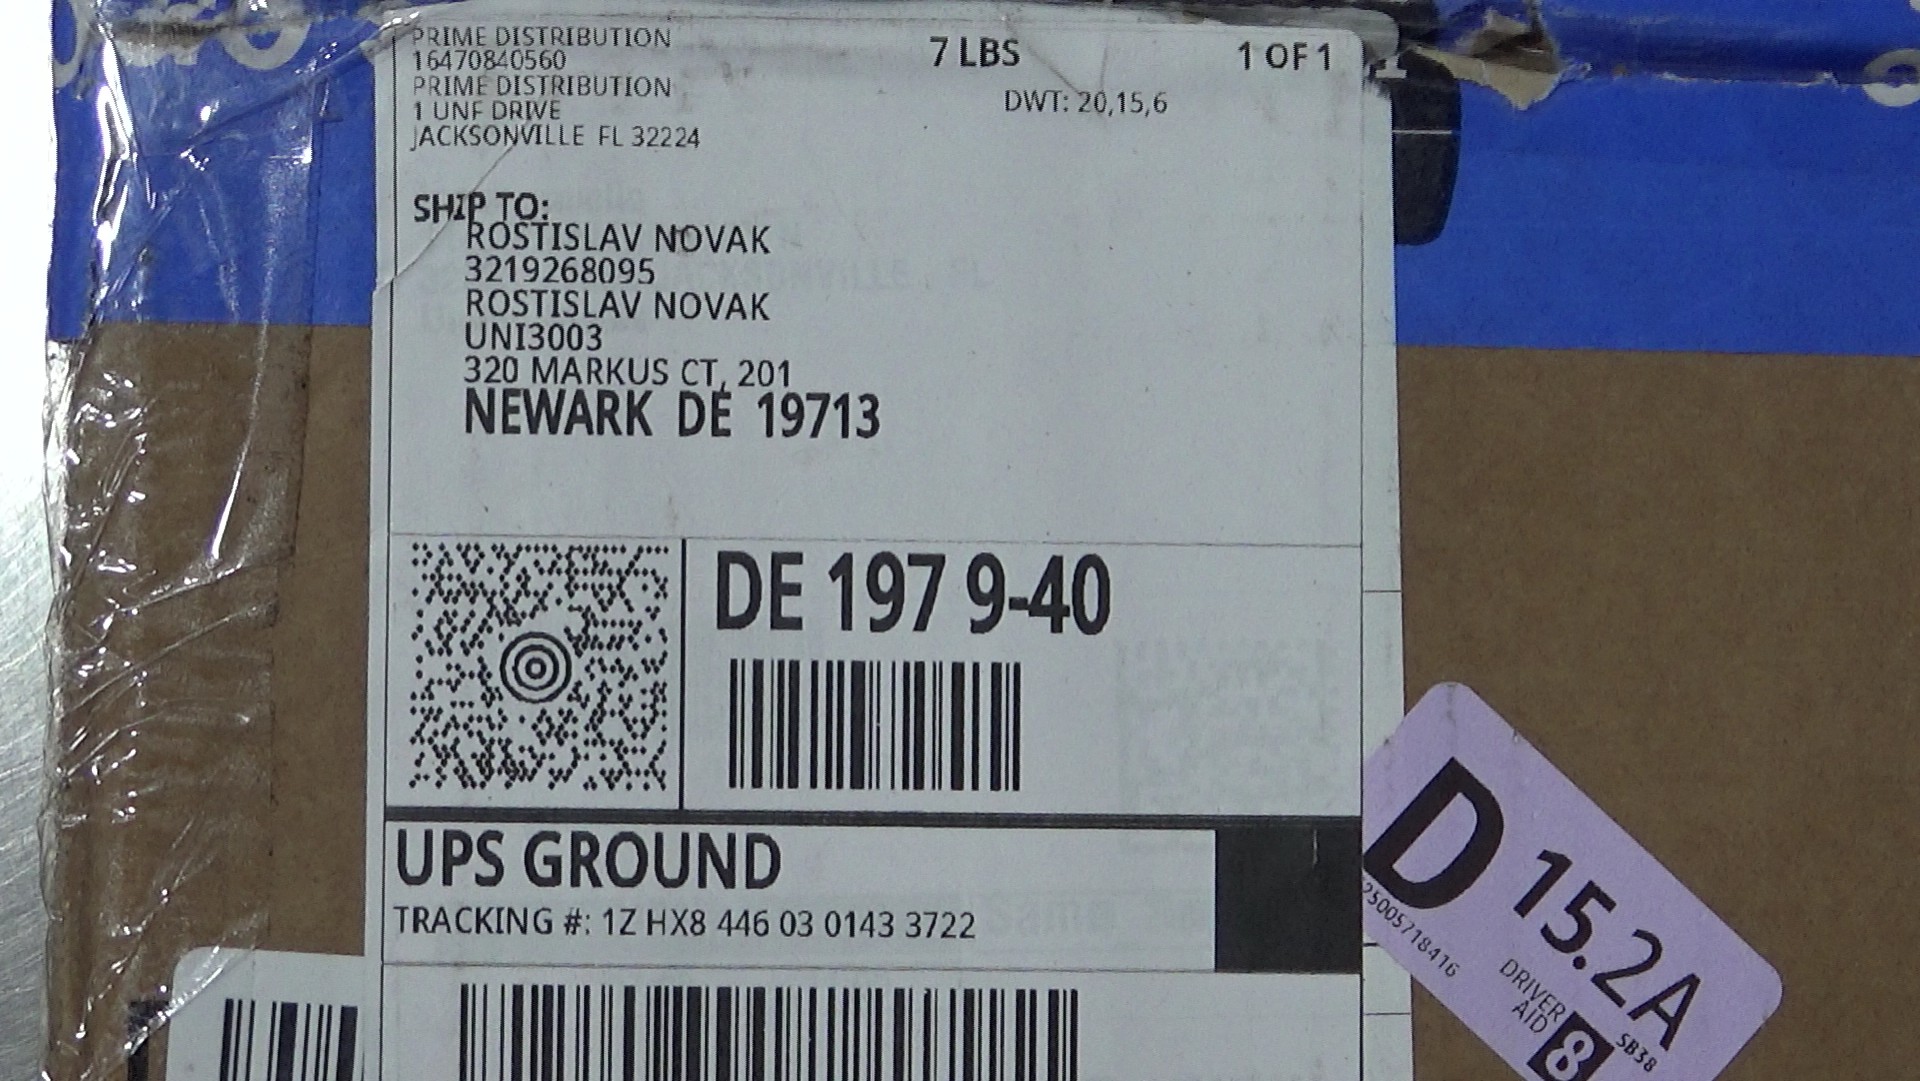 PRIME DISTRIBUTION
16470840560
PRIME DISTRIBUTION
1 UNF DRIVE
JACKSONVILLE FL 32224
7 LBS
1 OF 1
DWT: 20,15,6
SHIP TO:
ROSTISLAV NOVAK
3219268095
ROSTISLAV NOVAK
UNI3003
320 MARKUS CT, 201
NEWARK DE 19713
DE 197 9-40
UPS GROUND
TRACKING #: 1Z HX8 446 03 0143 3722
D 15.2A
25005718416
DRIVER
AID
8
SB38